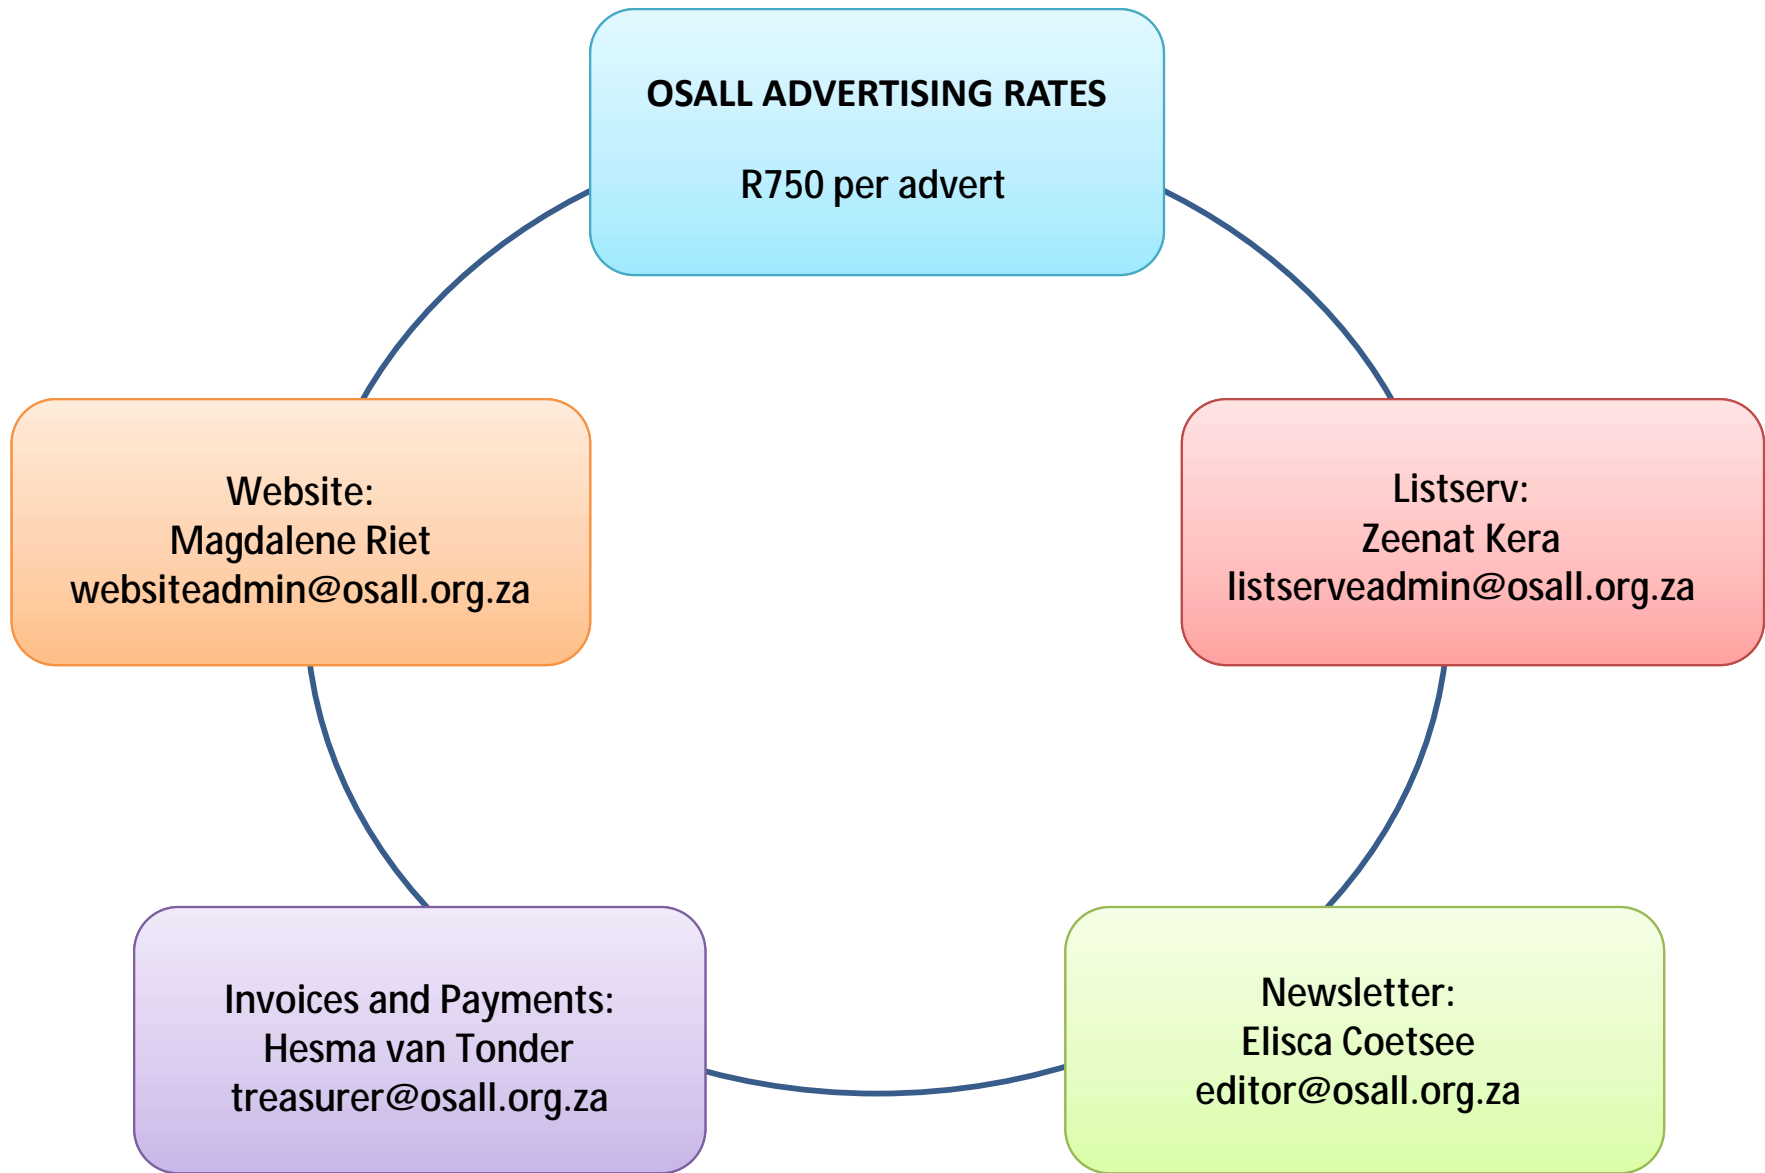 OSALL ADVERTISING RATES
R750 per advert
Website:
Magdalene Riet
websiteadmin@osall.org.za
Listserv:
Zeenat Kera
listserveadmin@osall.org.za
Invoices and Payments:
Hesma van Tonder
treasurer@osall.org.za
Newsletter:
Elisca Coetsee
editor@osall.org.za